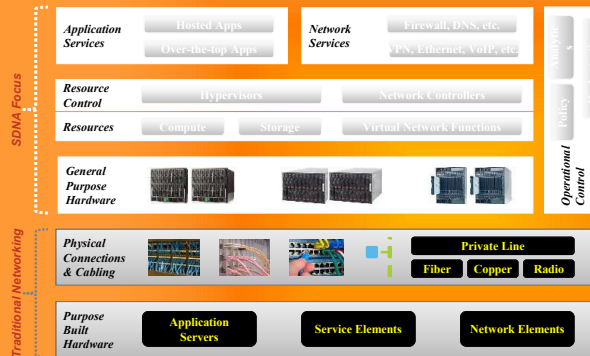 SDNA Focus
Application
Services
Hosted Apps
Over-the-top Apps
Network
Services
Firewall, DNS, etc.
VPN, Ethernet, VoIP, etc.
Resource
Control
Hypervisors
Network Controllers
Resources
Compute
Storage
Virtual Network Functions
General
Purpose
Hardware
Analytic
s
Policy
Operational
Control
Traditional Networking
Physical
Connections
& Cabling
Private Line
Fiber
Copper
Radio
Purpose
Built
Hardware
Application
Servers
Service Elements
Network Elements